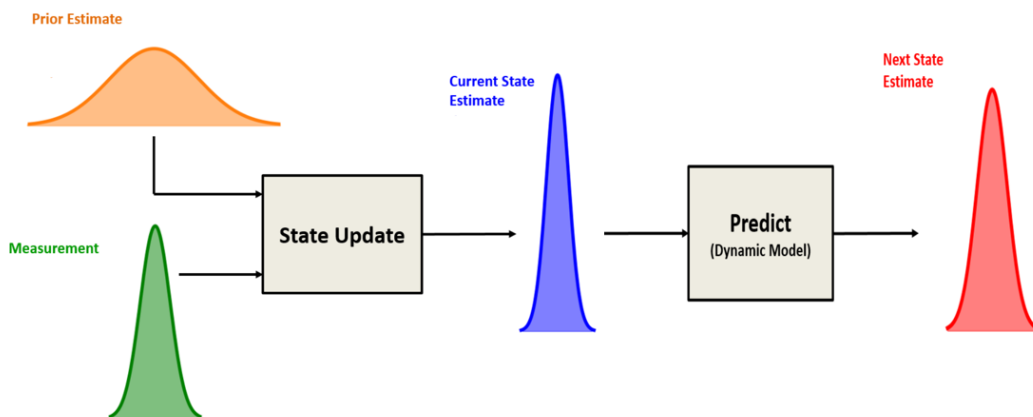 Prior Estimate
Current State
Estimate
Next State
Estimate
Measurement
State Update
Predict
(Dynamic Model)